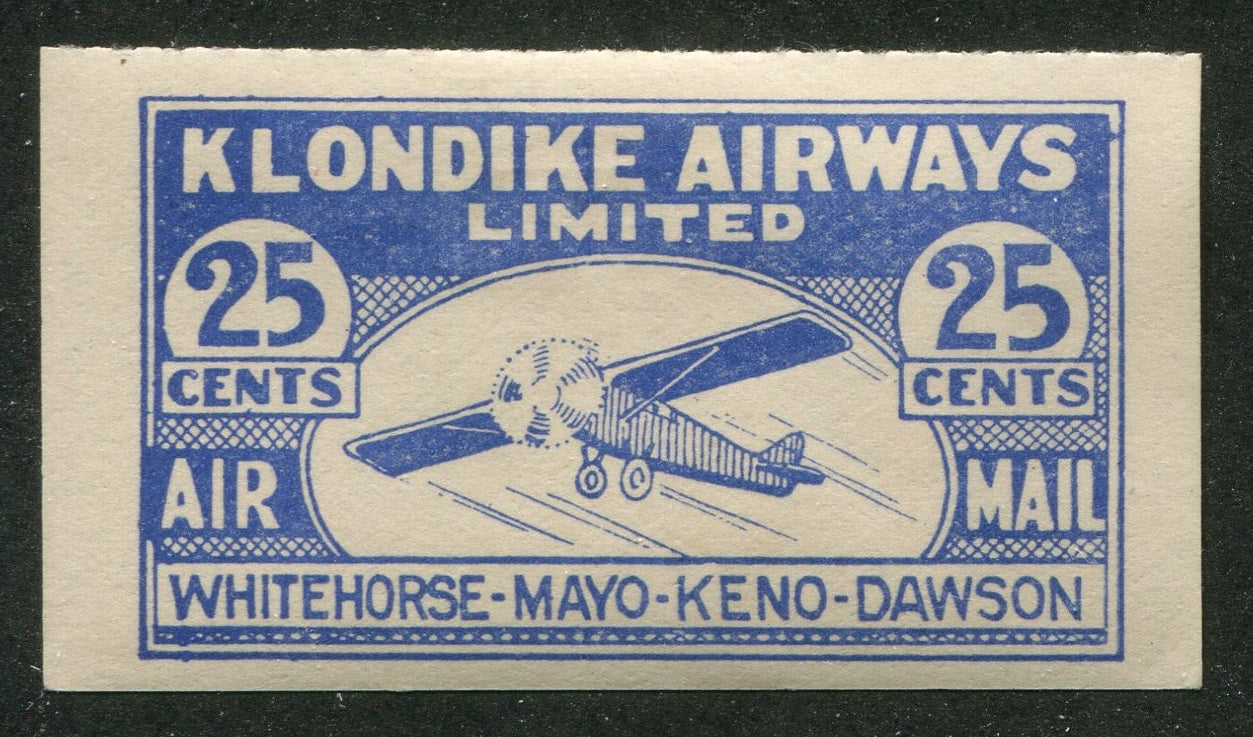 KLONDIKE AIRWAYS
LIMITED
25 25
CENTS CENTS
AIR MAIL
WHITEHORSE-MAYO-KENO-DAWSON